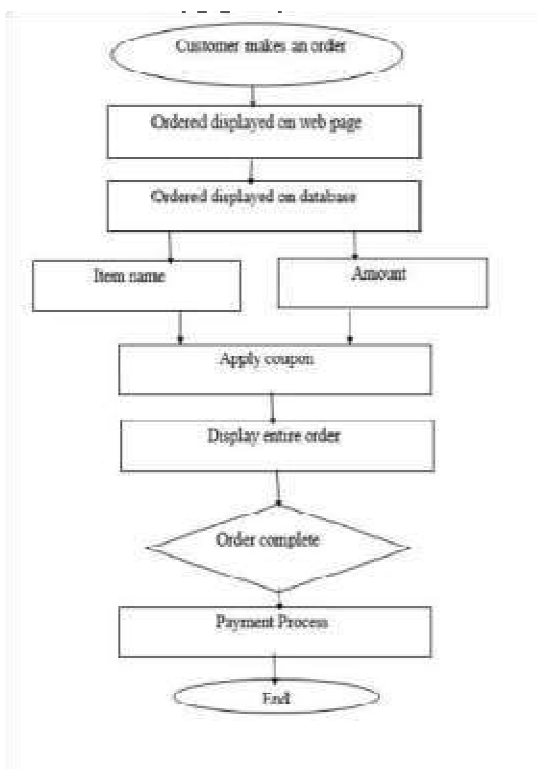 Customer makes an order
Ordered displayed on web page
Ordered displayed on database
Item name
Amount
Apply coupon
Display entire order
Order complete
Payment Process
End